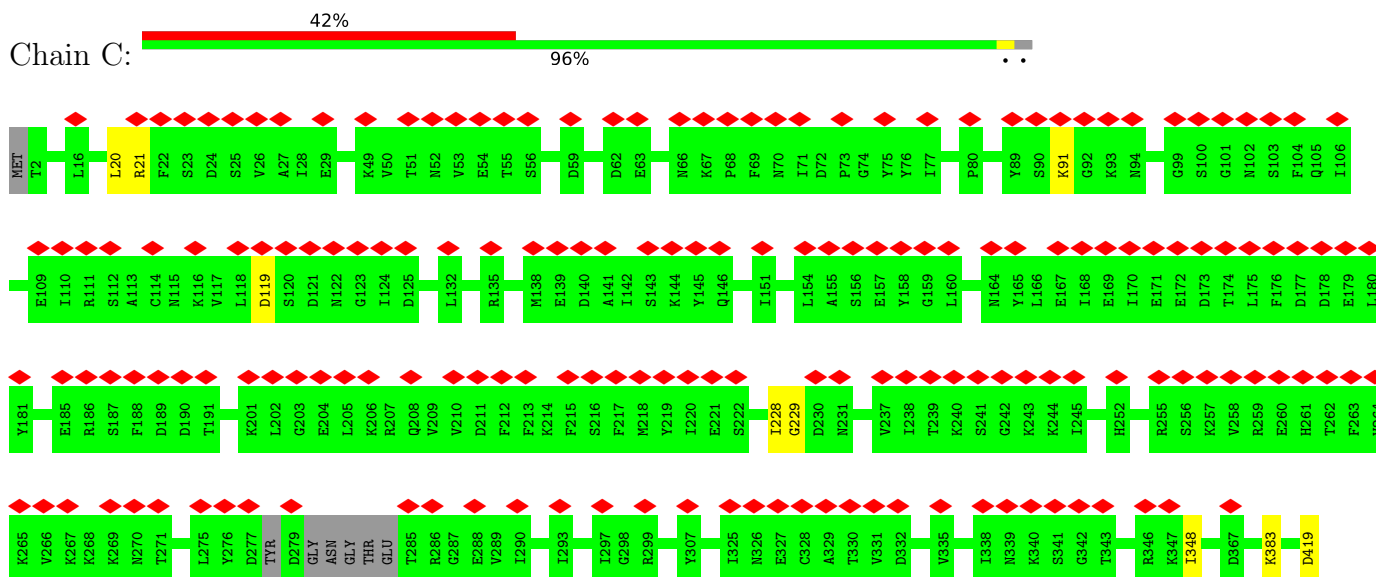 42%
Chain C:
96%
. .
MET T2 L16 L20 R21 F22 S23 D24 S25 V26 A27 I28 E29 K49 V50 T51 N52 V53 E54 T55 S56 D59 D62 E63 N66 K67 P68 F69 N70 I71 D72 P73 G74 Y75 Y76 I77 P80 Y89 S90 K91 G92 K93 N94 G99 S100 G101 N102 S103 F104 Q105 I106
E109 I110 R111 S112 A113 C114 N115 K116 V117 L118 D119 S120 D121 N122 G123 I124 D125 L132 R135 M138 E139 D140 A141 I142 S143 K144 Y145 Q146 I151 L154 A155 S156 E157 Y158 G159 L160 N164 Y165 L166 E167 I168 E169 I170 E171 E172 D173 T174 L175 F176 D177 D178 E179 L180
Y181 E185 R186 S187 F188 D189 D190 T191 K201 L202 G203 E204 L205 K206 R207 Q208 V209 V210 D211 F212 F213 K214 F215 S216 F217 M218 Y219 I220 E221 S222 I228 G229 D230 N231 V237 I238 T239 K240 S241 G242 K243 K244 I245 H252 R255 S256 K257 V258 R259 E260 H261 T262 F263
K265 V266 K267 K268 K269 N270 T271 L275 Y276 D277 TYR D279 GLY ASN GLY THR GLU T285 R286 G287 E288 V289 I290 I293 I297 G298 R299 Y307 I325 N326 E327 C328 A329 T330 V331 D332 V335 I338 N339 K340 S341 G342 T343 R346 K347 I348 D367 K383 D419